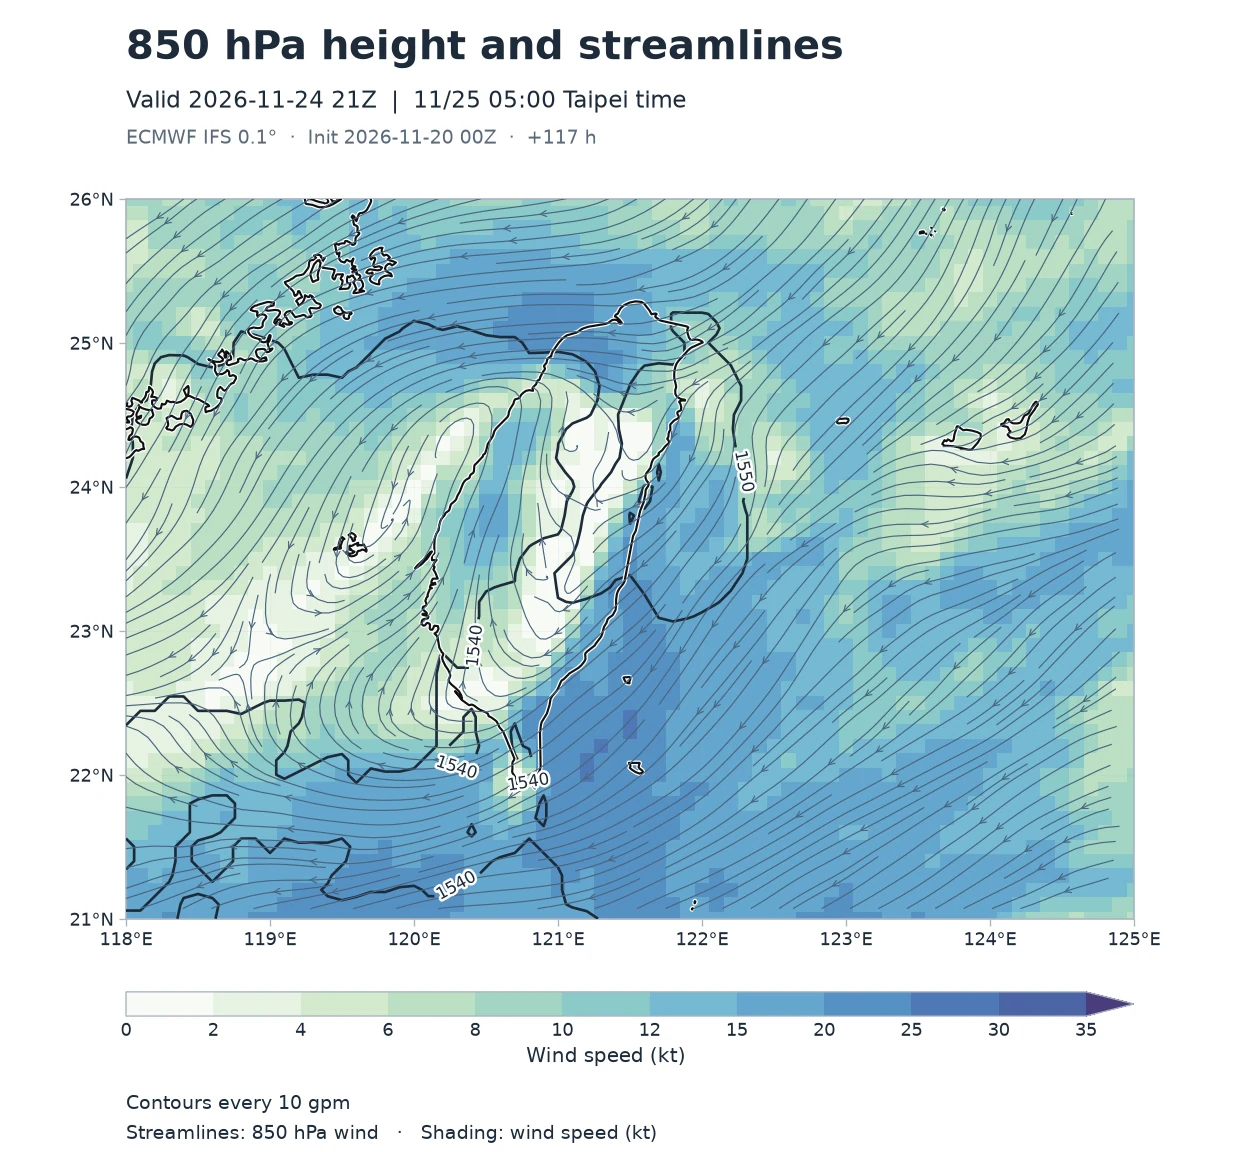 850 hPa height and streamlines
Valid 2026-11-24 21Z | 11/25 05:00 Taipei time
ECMWF IFS 0.1° · Init 2026-11-20 00Z · +117 h
26°N
25°N
24°N
23°N
22°N
21°N
1550
1540
1540
1540
1540
118°E 119°E 120°E 121°E 122°E 123°E 124°E 125°E
0 2 4 6 8 10 12 15 20 25 30 35
Wind speed (kt)
Contours every 10 gpm
Streamlines: 850 hPa wind · Shading: wind speed (kt)